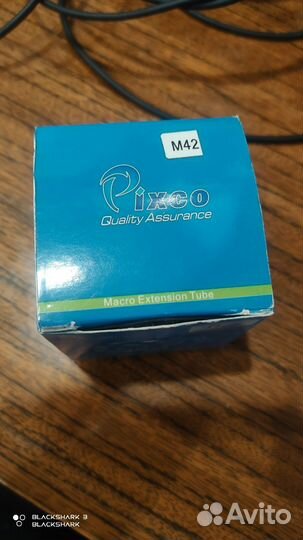 M42
Pixco
Quality Assurance
Macro Extension Tube
BLACKSHARK 3
BLACKSHARK
Avito